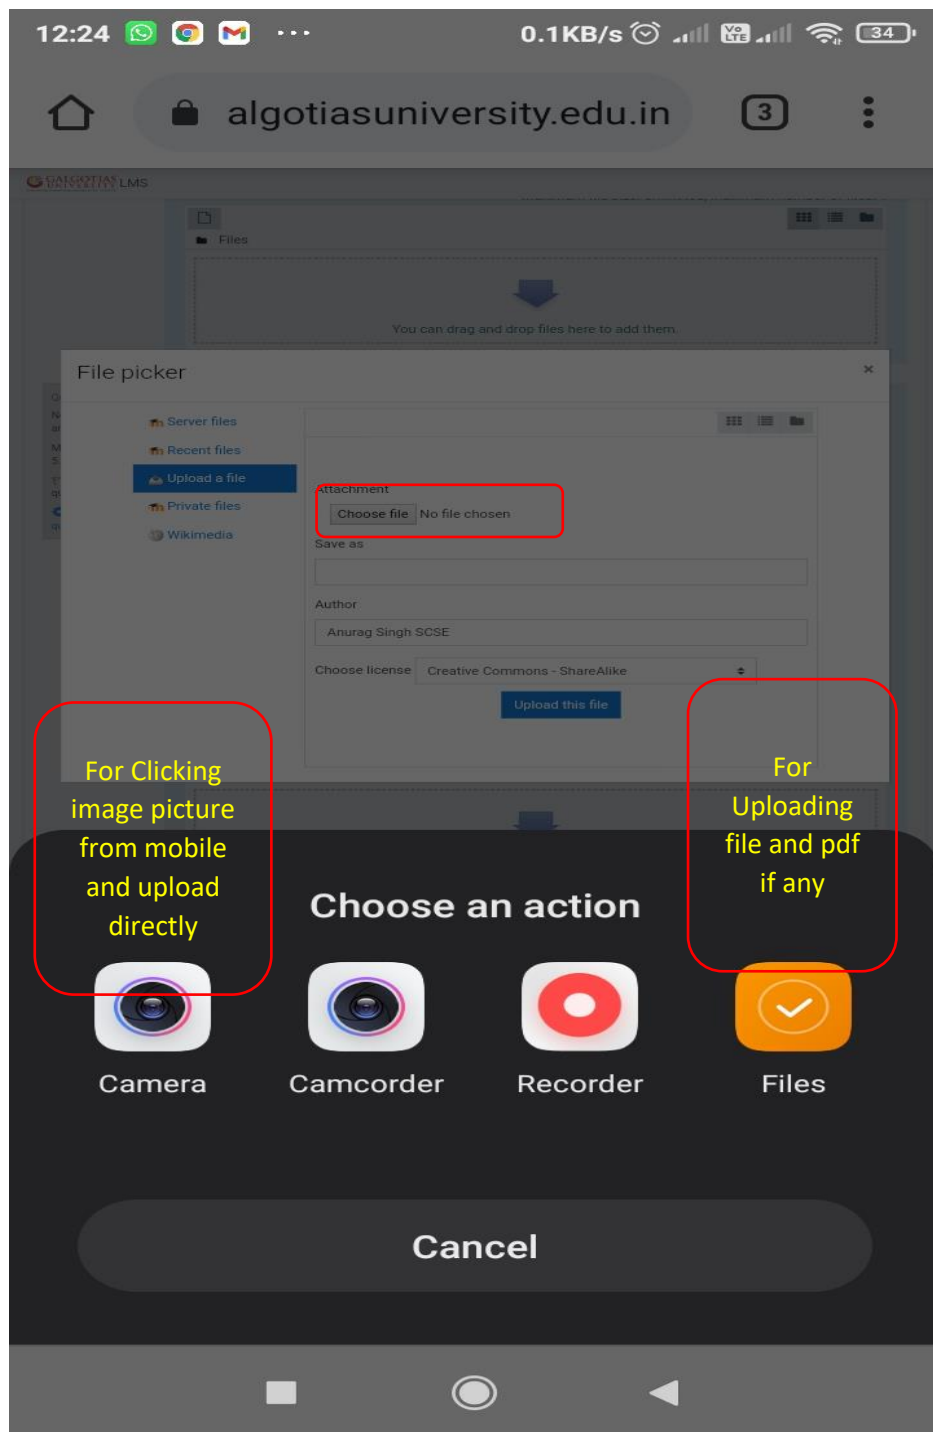 12:24
0.1KB/s
Vo LTE
34
algotiasuniversity.edu.in
3
GALGOTIAS UNIVERSITY LMS
Files
You can drag and drop files here to add them.
File picker
×
Server files
Recent files
Upload a file
Private files
Wikimedia
Attachment
Choose file No file chosen
Save as
Author
Anurag Singh SCSE
Choose license Creative Commons - ShareAlike
Upload this file
For Clicking
image picture
from mobile
and upload
directly
For
Uploading
file and pdf
if any
Choose an action
Camera
Camcorder
Recorder
Files
Cancel